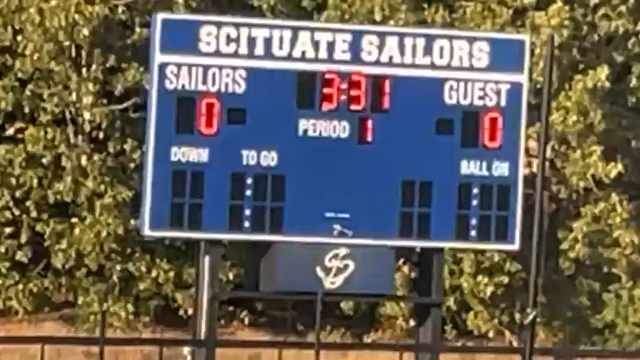 SCITUATE SAILORS
SAILORS 3:31 GUEST
0 PERIOD 1 0
DOWN TO GO BALL ON